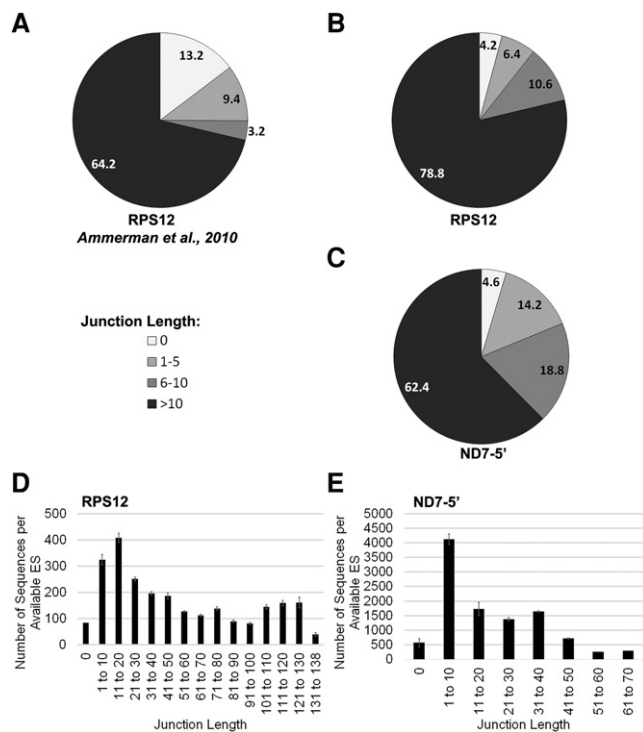 A
13.2
9.4
3.2
64.2
RPS12
Ammerman et al., 2010
B
4.2
6.4
10.6
78.8
RPS12
C
4.6
14.2
18.8
62.4
ND7-5'
Junction Length:
0
1-5
6-10
>10
D
RPS12
Number of Sequences per
Available ES
500
400
300
200
100
0
0
1 to 10
11 to 20
21 to 30
31 to 40
41 to 50
51 to 60
61 to 70
71 to 80
81 to 90
91 to 100
101 to 110
111 to 120
121 to 130
131 to 138
Junction Length
E
ND7-5'
Number of Sequences per
Available ES
5000
4500
4000
3500
3000
2500
2000
1500
1000
500
0
0
1 to 10
11 to 20
21 to 30
31 to 40
41 to 50
51 to 60
61 to 70
Junction Length